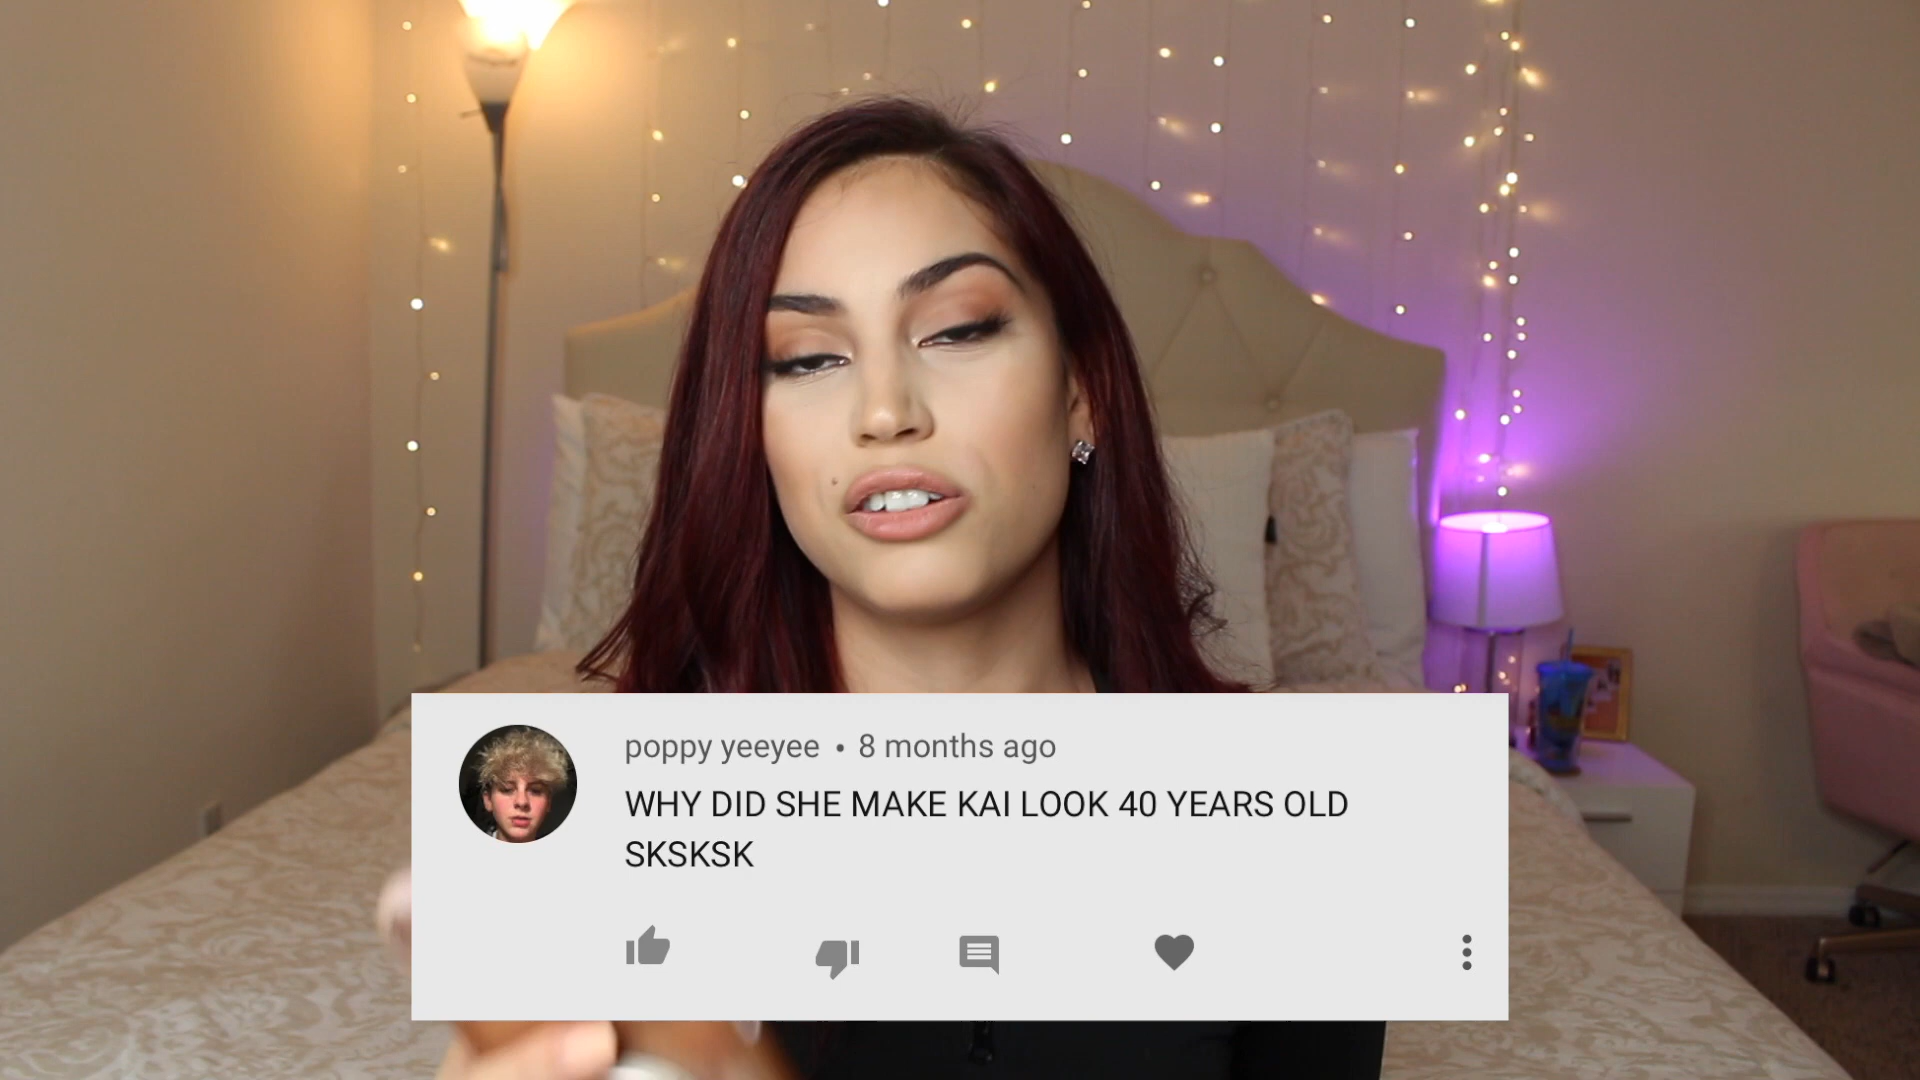 poppy yeeyee • 8 months ago
WHY DID SHE MAKE KAI LOOK 40 YEARS OLD
SKSKSK